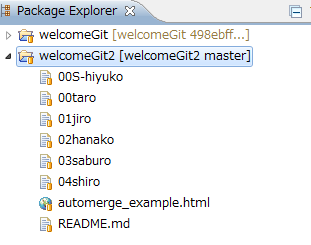 Package Explorer
welcomeGit [welcomeGit 498ebff...]
welcomeGit2 [welcomeGit2 master]
00S-hiyuko
00taro
01jiro
02hanako
03saburo
04shiro
automerge_example.html
README.md